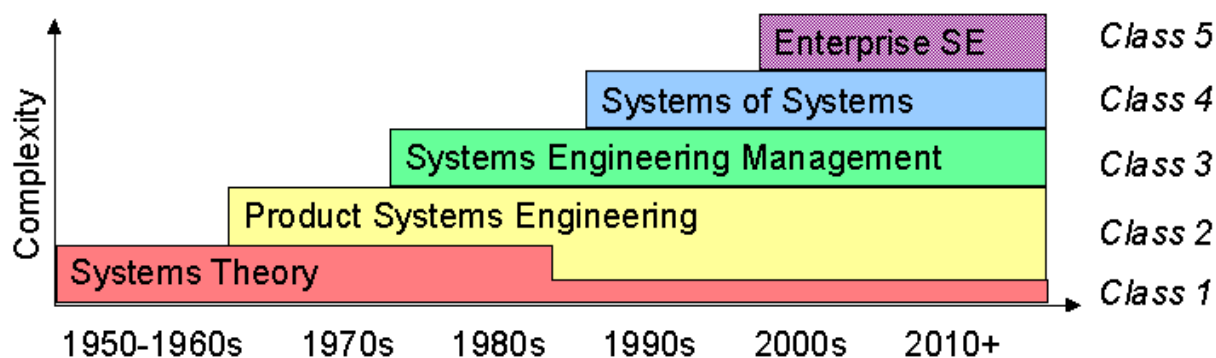 Enterprise SE
Class 5
Systems of Systems
Class 4
Systems Engineering Management
Class 3
Product Systems Engineering
Class 2
Systems Theory
Class 1
Complexity
1950-1960s 1970s 1980s 1990s 2000s 2010+